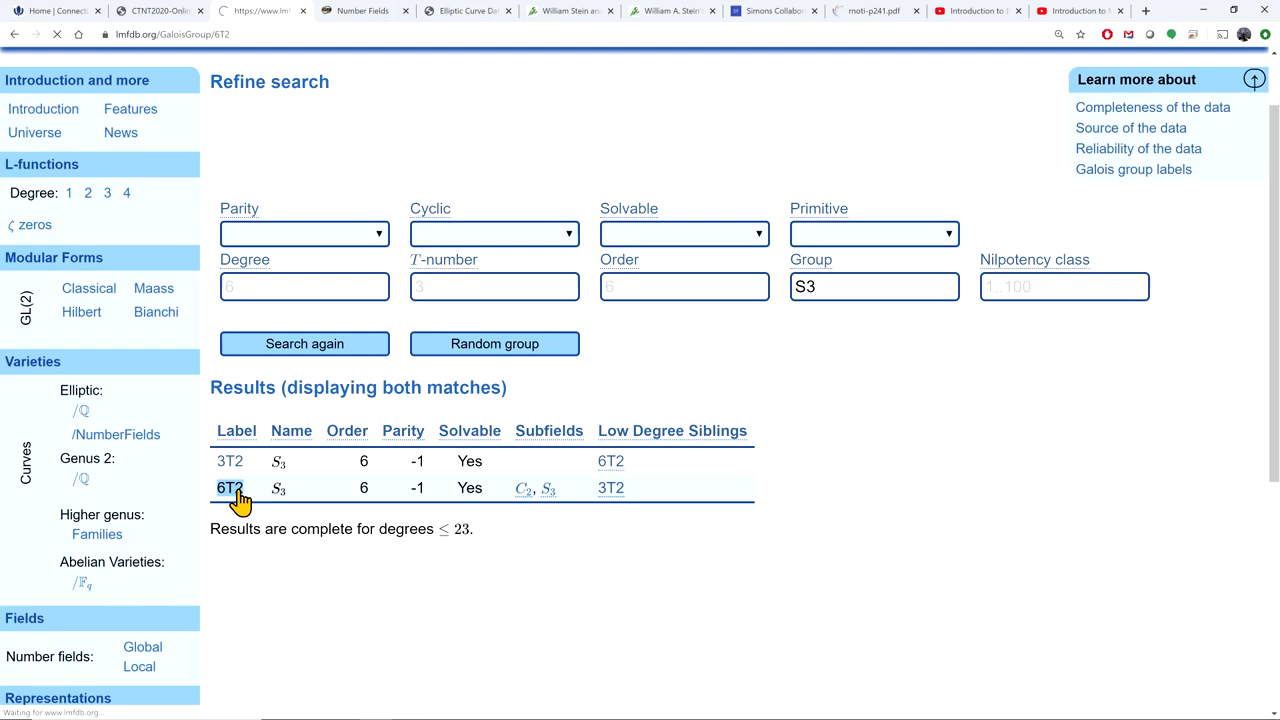 Home | Connecti
CTNT2020-Online
https://www.lmf
Number Fields
Elliptic Curve Dat
William Stein and
William A. Stein's
Simons Collabora
moti-p241.pdf
Introduction to E
Introduction to M
lmfdb.org/GaloisGroup/6T2
Introduction and more
Introduction Features
Universe News
L-functions
Degree: 1 2 3 4
ζ zeros
Modular Forms
GL(2)
Classical Maass
Hilbert Bianchi
Varieties
Curves
Elliptic:
/ℚ
/NumberFields
Genus 2:
/ℚ
Higher genus:
Families
Abelian Varieties:
/𝔽q
Fields
Number fields:
Global
Local
Representations
Waiting for www.lmfdb.org...
Refine search
Parity Cyclic Solvable Primitive
Degree T-number Order Group Nilpotency class
6 3 6 S3 1..100
Search again Random group
Results (displaying both matches)
Label Name Order Parity Solvable Subfields Low Degree Siblings
3T2 S3 6 -1 Yes 6T2
6T2 S3 6 -1 Yes C2, S3 3T2
Results are complete for degrees ≤ 23.
Learn more about
Completeness of the data
Source of the data
Reliability of the data
Galois group labels